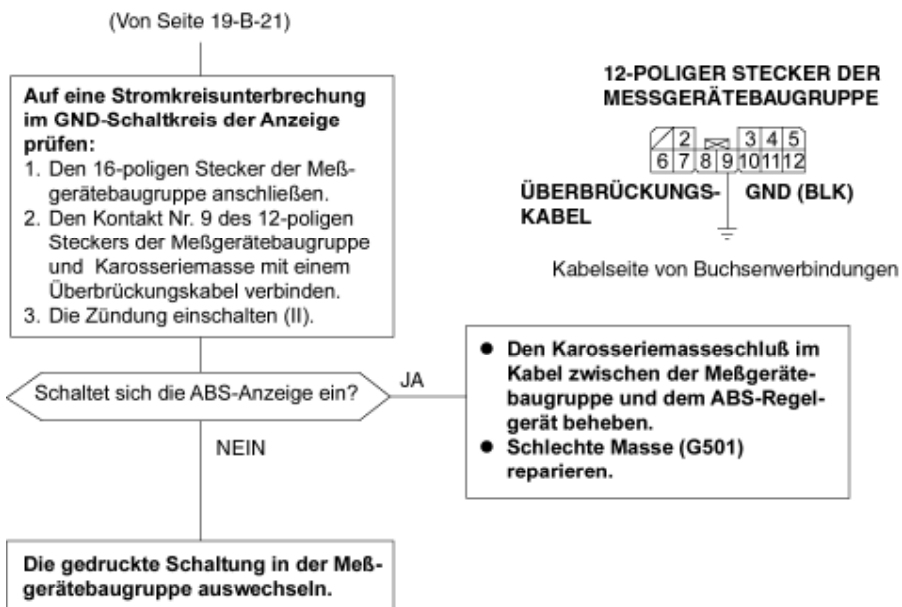 (Von Seite 19-B-21)
Auf eine Stromkreisunterbrechung
im GND-Schaltkreis der Anzeige
prüfen:
1. Den 16-poligen Stecker der Meß-
gerätebaugruppe anschließen.
2. Den Kontakt Nr. 9 des 12-poligen
Steckers der Meßgerätebaugruppe
und Karosseriemasse mit einem
Überbrückungskabel verbinden.
3. Die Zündung einschalten (II).
12-POLIGER STECKER DER
MESSGERÄTEBAUGRUPPE
2 3 4 5
6 7 8 9 10 11 12
ÜBERBRÜCKUNGS-
KABEL
GND (BLK)
Kabelseite von Buchsenverbindungen
Schaltet sich die ABS-Anzeige ein?
JA
● Den Karosseriemasseschluß im
Kabel zwischen der Meßgeräte-
baugruppe und dem ABS-Regel-
gerät beheben.
● Schlechte Masse (G501)
reparieren.
NEIN
Die gedruckte Schaltung in der Meß-
gerätebaugruppe auswechseln.